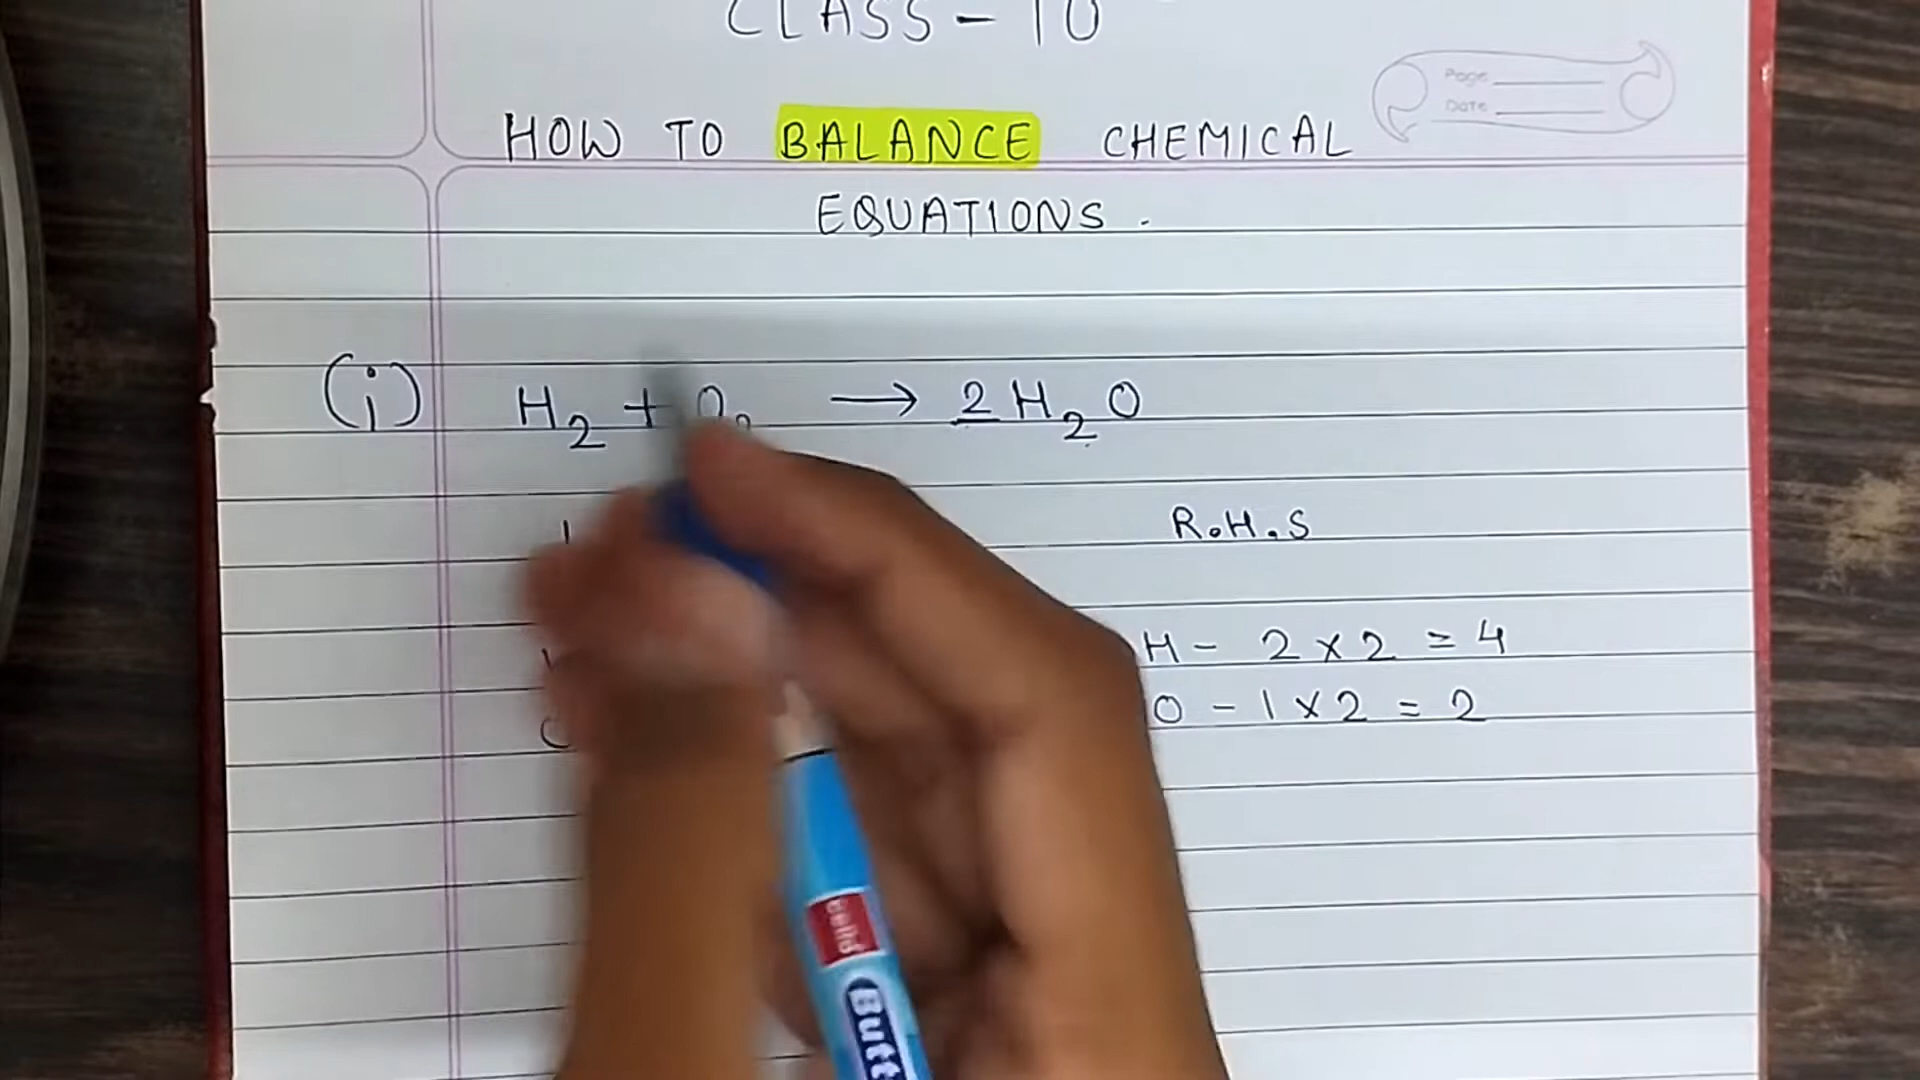 CLASS - 10
Page
Date
HOW TO BALANCE CHEMICAL
EQUATIONS.
(i) H₂ + O₂ → 2H₂O
R.H.S
H - 2 x 2 = 4
O - 1 x 2 = 2
cello
Butt